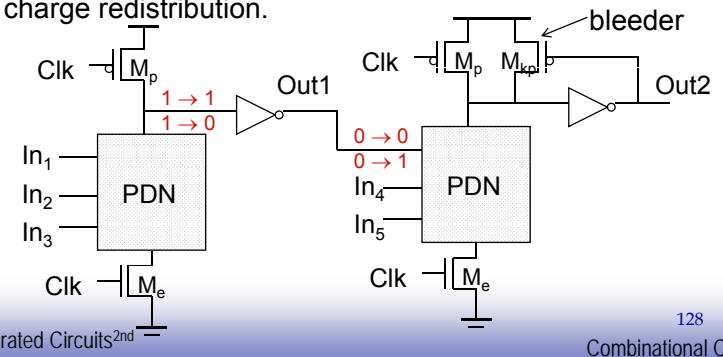 charge redistribution.
bleeder
Clk
Mp
Out1
Clk
Mp
Mkp
Out2
1 → 1
1 → 0
0 → 0
0 → 1
In1
In2
In3
PDN
In4
In5
PDN
Clk
Me
Clk
Me
128
rated Circuits2nd
Combinational C